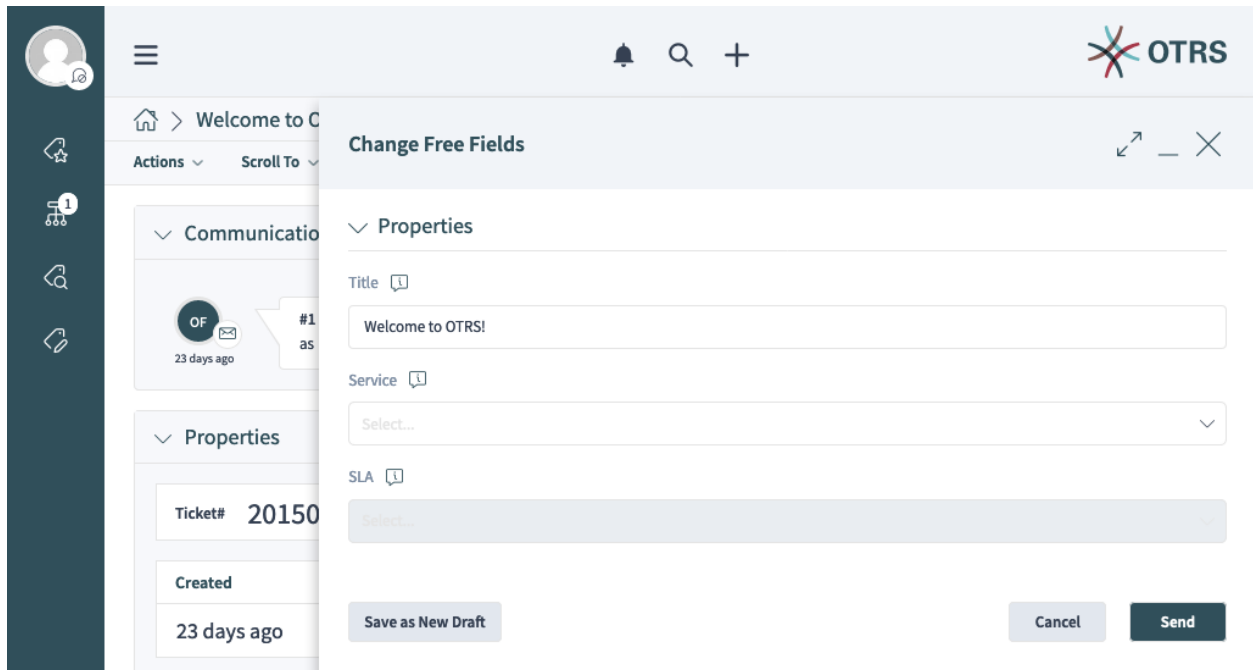 OTRS
Welcome to O
Actions
Scroll To
1
Communicatio
OF
23 days ago
#1
as
Properties
Ticket# 20150
Created
23 days ago
Change Free Fields
Properties
Title
Welcome to OTRS!
Service
Select...
SLA
Select...
Save as New Draft
Cancel
Send